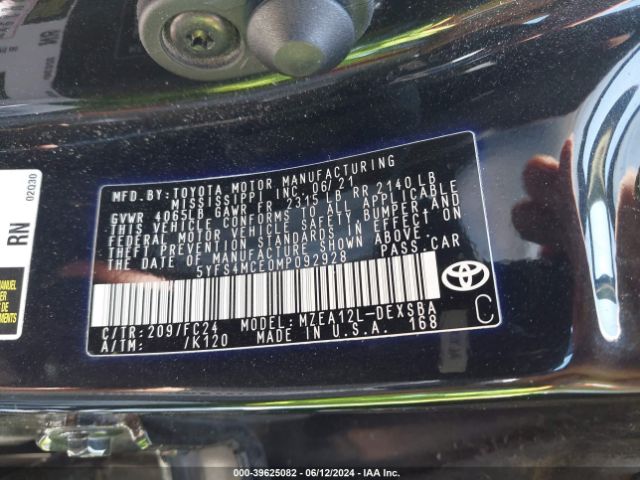 MFD.BY:TOYOTA MOTOR MANUFACTURING
MISSISSIPPI, INC. 06/21
GVWR 4065LB GAWR FR 2315 LB RR 2140 LB
THIS VEHICLE CONFORMS TO ALL APPLICABLE
FEDERAL MOTOR VEHICLE SAFETY, BUMPER, AND
THEFT PREVENTION STANDARDS IN EFFECT ON
THE DATE OF MANUFACTURE SHOWN ABOVE.
5YFS4MCE0MP092928 PASS.CAR
C/TR:209/FC24 MODEL:MZEA12L-DEXSBA
A/TM: /K120 MADE IN U.S.A. 168
TOYOTA
C
02030
RN
000-39625082 - 06/12/2024 - IAA Inc.